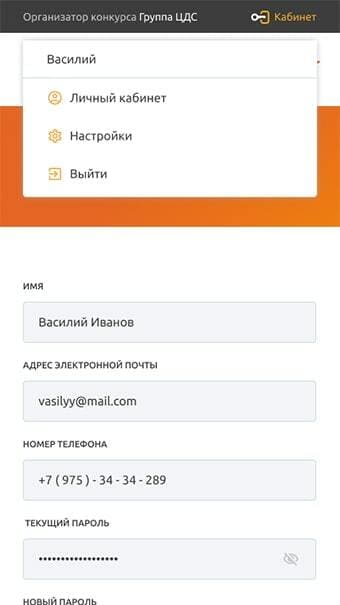 Организатор конкурса Группа ЦДС
Кабинет
Василий
Личный кабинет
Настройки
Выйти
ИМЯ
Василий Иванов
АДРЕС ЭЛЕКТРОННОЙ ПОЧТЫ
vasilyy@mail.com
НОМЕР ТЕЛЕФОНА
+7 ( 975 ) - 34 - 34 - 289
ТЕКУЩИЙ ПАРОЛЬ
••••••••••••••••••
НОВЫЙ ПАРОЛЬ